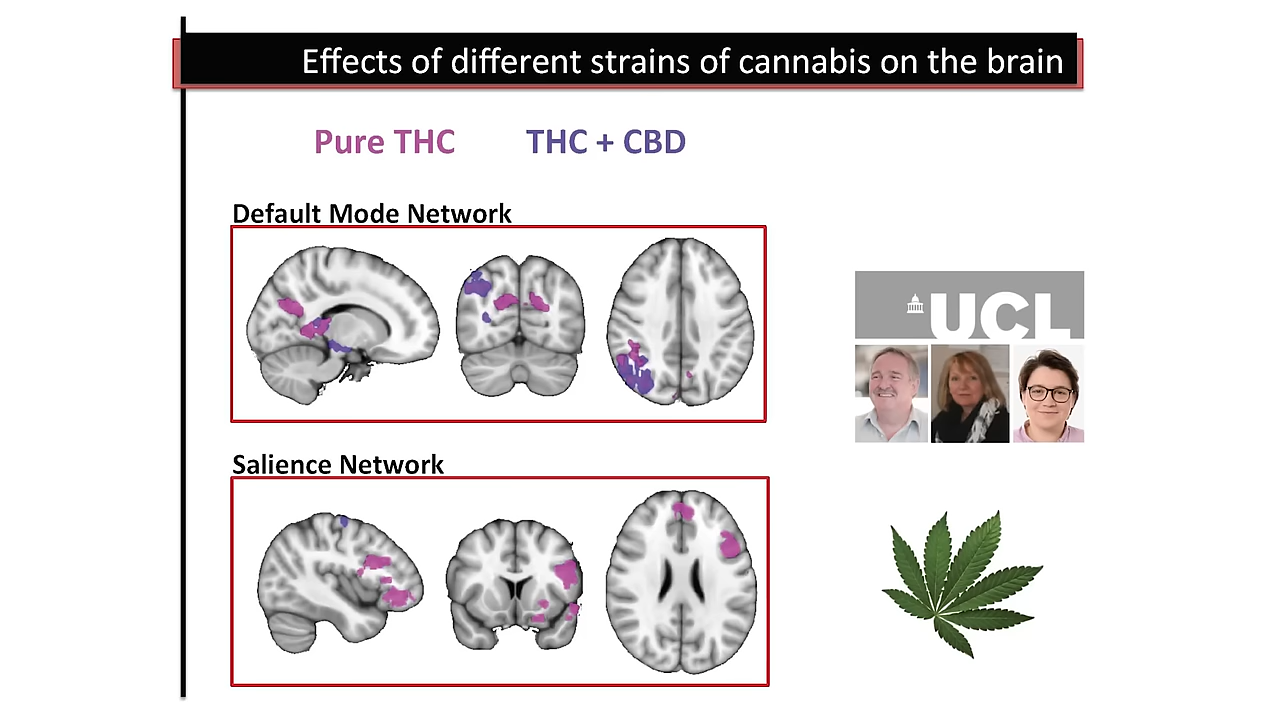 Effects of different strains of cannabis on the brain
Pure THC THC + CBD
Default Mode Network
UCL
Salience Network